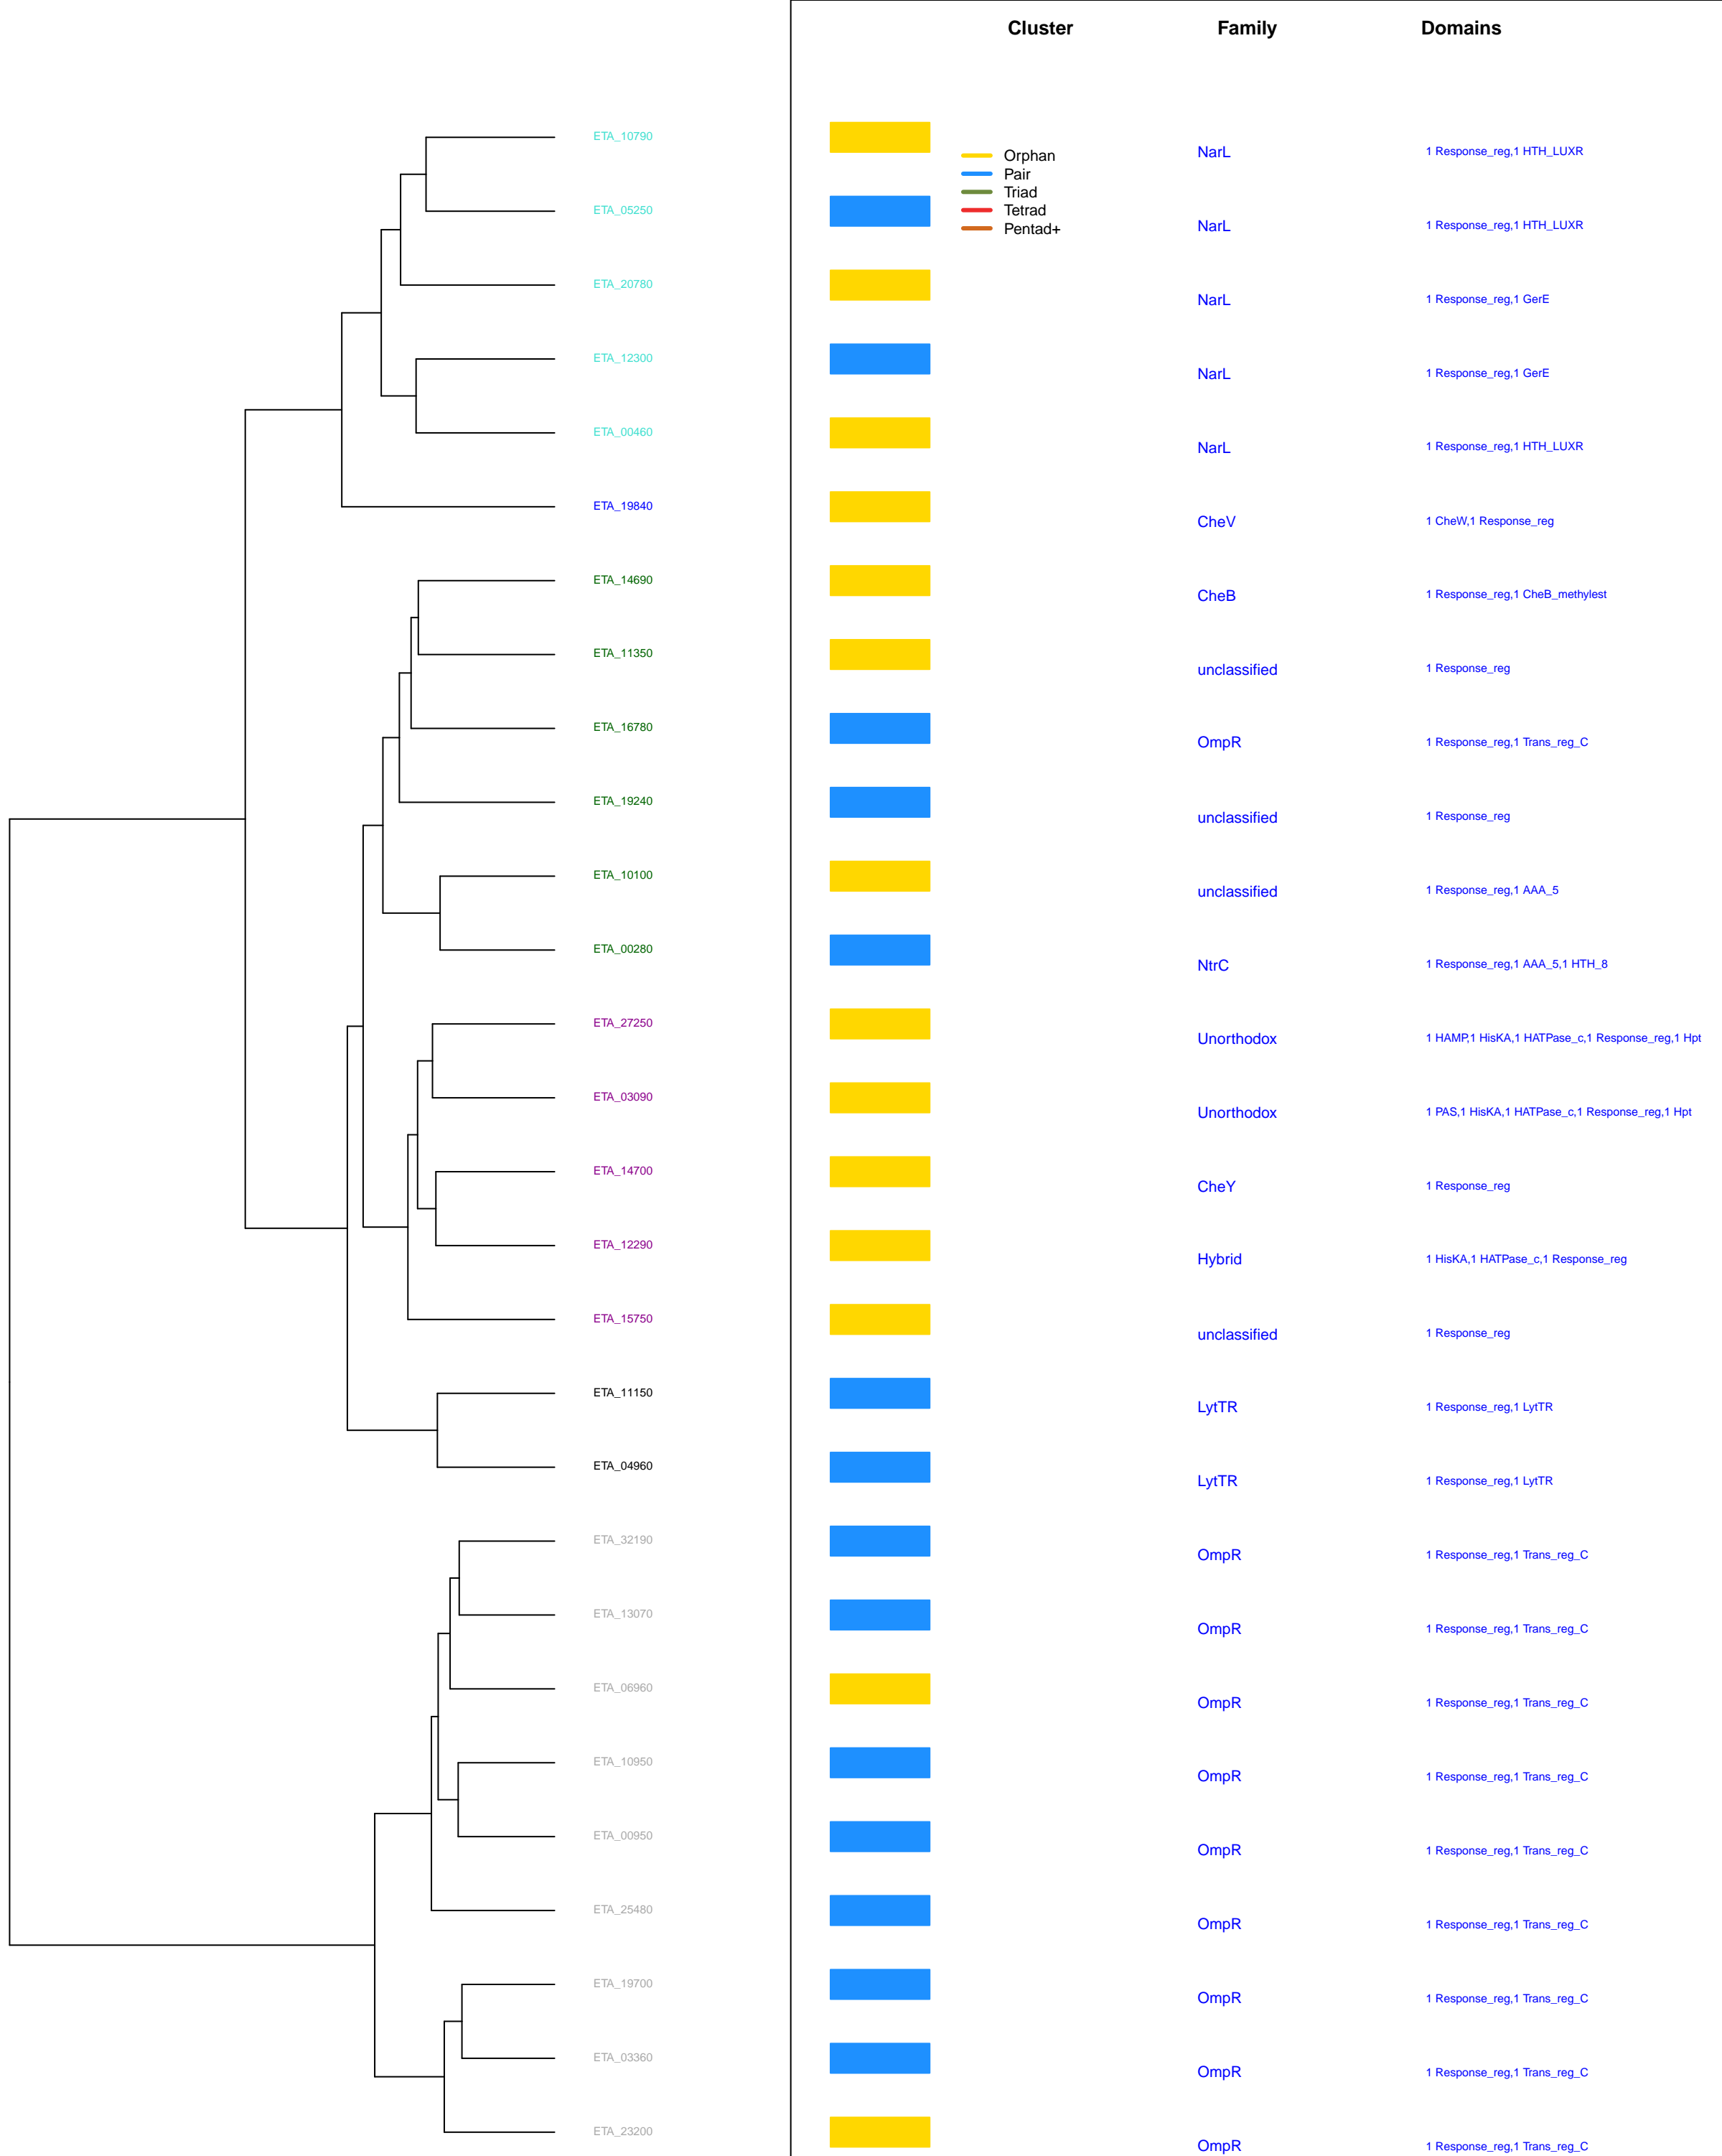 Cluster Family Domains
ETA_10790
Orphan NarL 1 Response_reg,1 HTH_LUXR
Pair
Triad
ETA_05250 Tetrad
Pentad+ NarL 1 Response_reg,1 HTH_LUXR
ETA_20780
NarL 1 Response_reg,1 GerE
ETA_12300
NarL 1 Response_reg,1 GerE
ETA_00460
NarL 1 Response_reg,1 HTH_LUXR
ETA_19840
CheV 1 CheW,1 Response_reg
ETA_14690
CheB 1 Response_reg,1 CheB_methylest
ETA_11350
unclassified 1 Response_reg
ETA_16780
OmpR 1 Response_reg,1 Trans_reg_C
ETA_19240
unclassified 1 Response_reg
ETA_10100
unclassified 1 Response_reg,1 AAA_5
ETA_00280
NtrC 1 Response_reg,1 AAA_5,1 HTH_8
ETA_27250
Unorthodox 1 HAMP,1 HisKA,1 HATPase_c,1 Response_reg,1 Hpt
ETA_03090
Unorthodox 1 PAS,1 HisKA,1 HATPase_c,1 Response_reg,1 Hpt
ETA_14700
CheY 1 Response_reg
ETA_12290
Hybrid 1 HisKA,1 HATPase_c,1 Response_reg
ETA_15750
unclassified 1 Response_reg
ETA_11150
LytTR 1 Response_reg,1 LytTR
ETA_04960
LytTR 1 Response_reg,1 LytTR
ETA_32190
OmpR 1 Response_reg,1 Trans_reg_C
ETA_13070
OmpR 1 Response_reg,1 Trans_reg_C
ETA_06960
OmpR 1 Response_reg,1 Trans_reg_C
ETA_10950
OmpR 1 Response_reg,1 Trans_reg_C
ETA_00950
OmpR 1 Response_reg,1 Trans_reg_C
ETA_25480
OmpR 1 Response_reg,1 Trans_reg_C
ETA_19700
OmpR 1 Response_reg,1 Trans_reg_C
ETA_03360
OmpR 1 Response_reg,1 Trans_reg_C
ETA_23200
OmpR 1 Response_reg,1 Trans_reg_C